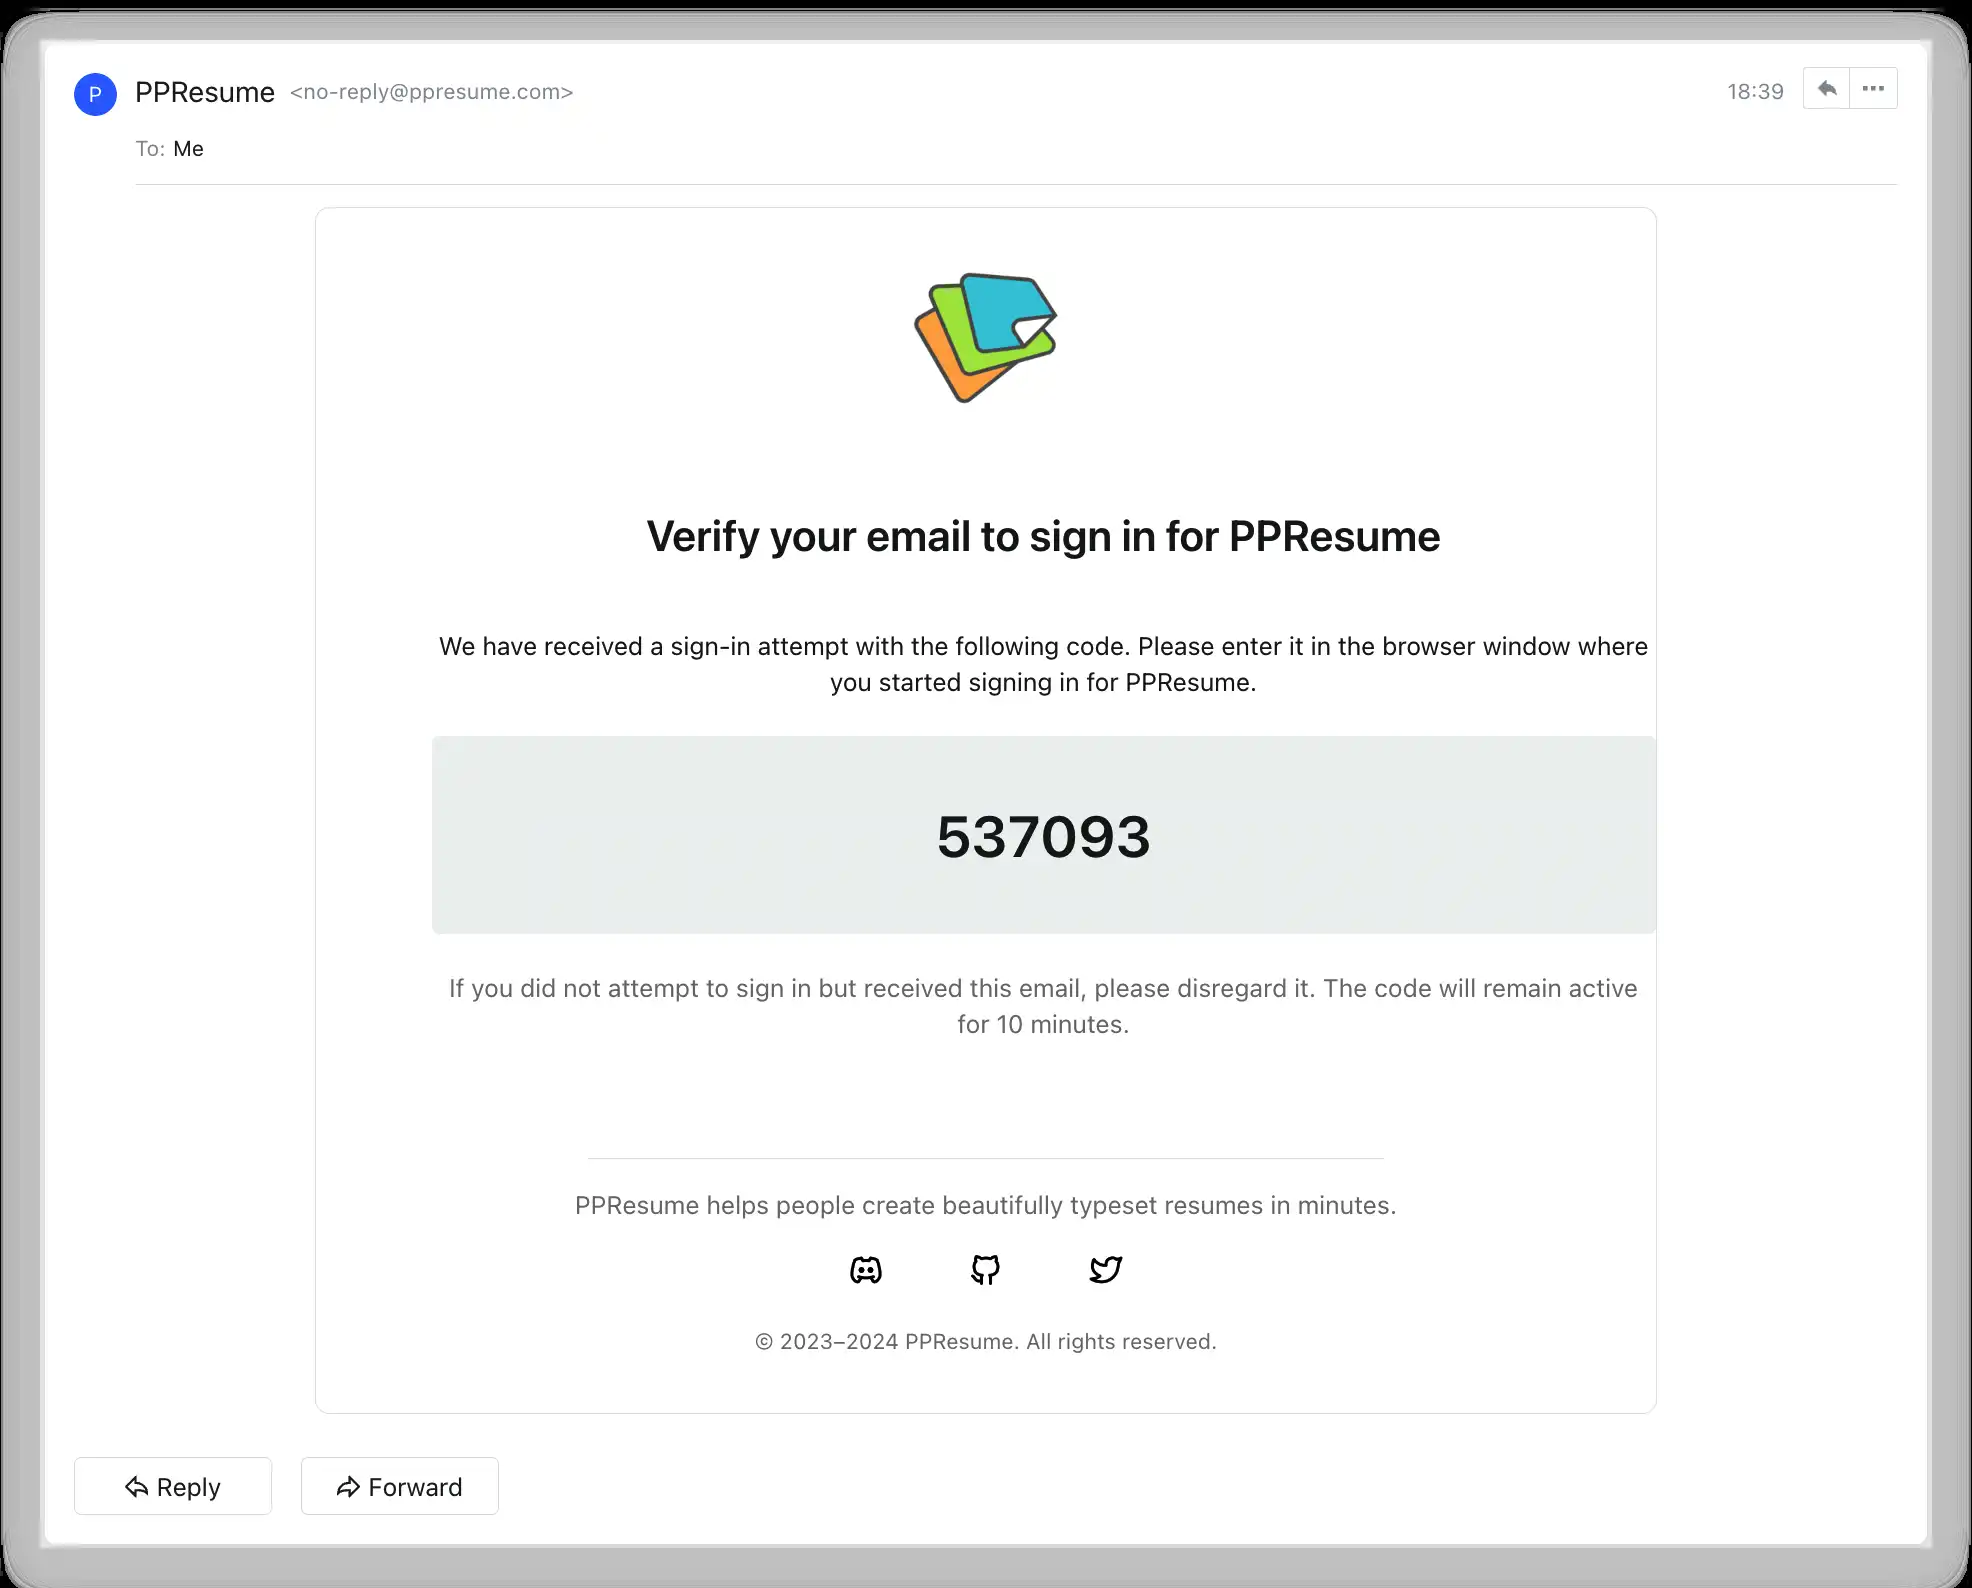 P PPResume <no-reply@ppresume.com> 18:39
To: Me
Verify your email to sign in for PPResume
We have received a sign-in attempt with the following code. Please enter it in the browser window where
you started signing in for PPResume.
537093
If you did not attempt to sign in but received this email, please disregard it. The code will remain active
for 10 minutes.
PPResume helps people create beautifully typeset resumes in minutes.
© 2023–2024 PPResume. All rights reserved.
Reply Forward